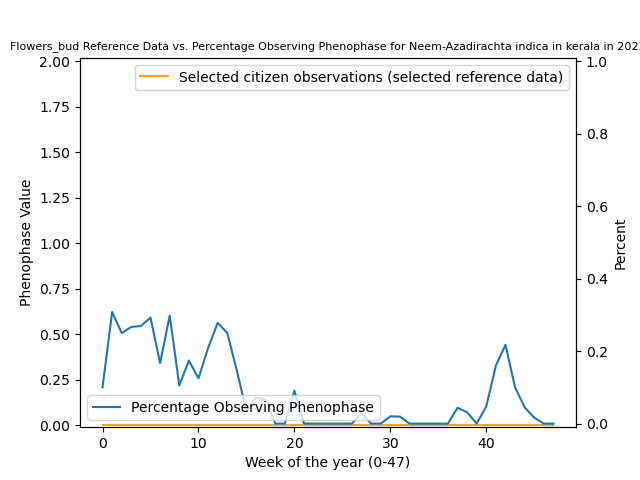 Flowers_bud Reference Data vs. Percentage Observing Phenophase for Neem-Azadirachta indica in kerala in
Selected citizen observations (selected reference data)
Percentage Observing Phenophase
Phenophase Value
Percent
Week of the year (0-47)
2.00
1.75
1.50
1.25
1.00
0.75
0.50
0.25
0.00
1.0
0.8
0.6
0.4
0.2
0.0
0 10 20 30 40